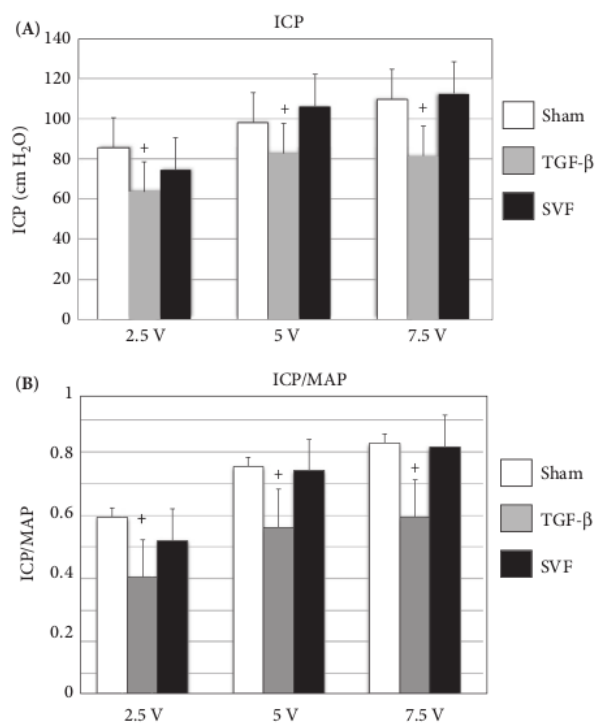 (A)
ICP
140
120
100
80
60
40
20
0
ICP (cm H₂O)
+
+
+
2.5 V
5 V
7.5 V
Sham
TGF-β
SVF
(B)
ICP/MAP
1
0.8
0.6
0.4
0.2
0
ICP/MAP
+
+
+
2.5 V
5 V
7.5 V
Sham
TGF-β
SVF